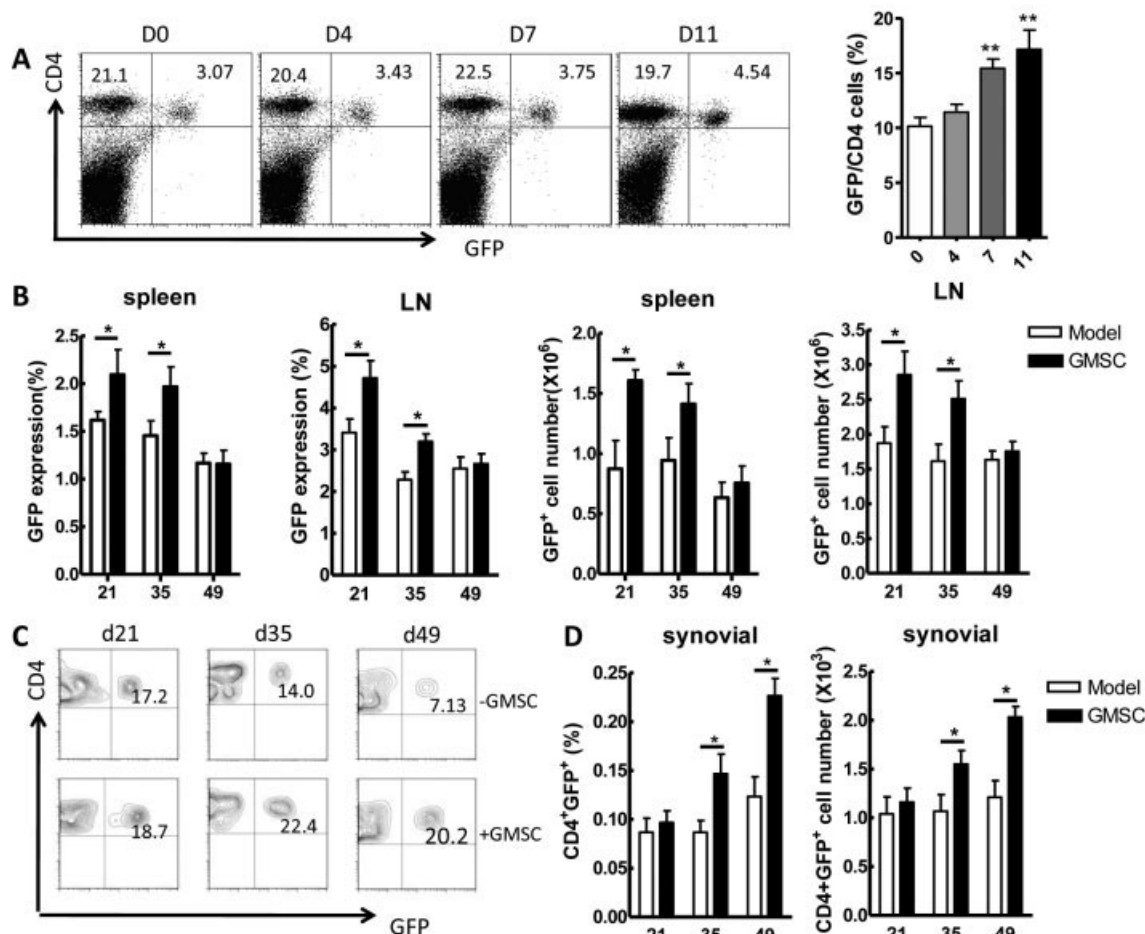 A
D0
D4
D7
D11
CD4
21.1
3.07
20.4
3.43
22.5
3.75
19.7
4.54
GFP
GFP/CD4 cells (%)
20
15
10
5
0
**
**
0
4
7
11
B
spleen
GFP expression(%)
2.5
2.0
1.5
1.0
0.5
0.0
*
*
21
35
49
LN
GFP expression (%)
6
5
4
3
2
1
0
*
*
21
35
49
spleen
GFP+ cell number(X10⁶)
2.0
1.5
1.0
0.5
0.0
*
*
21
35
49
LN
GFP+ cell number (X10⁶)
3.5
3.0
2.5
2.0
1.5
1.0
0.5
0.0
*
*
21
35
49
Model
GMSC
C
d21
d35
d49
CD4
17.2
14.0
7.13
-GMSC
18.7
22.4
20.2
+GMSC
GFP
D
synovial
CD4+GFP+ (%)
0.25
0.20
0.15
0.10
0.05
0.00
*
*
21
35
49
synovial
CD4+GFP+ cell number (X10³)
2.5
2.0
1.5
1.0
0.5
0.0
*
*
21
35
49
Model
GMSC